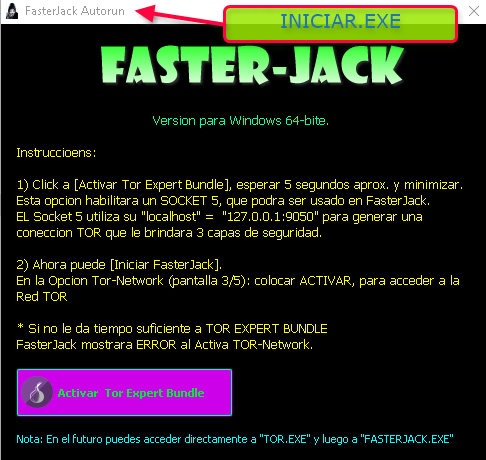 FasterJack Autorun
INICIAR.EXE
FASTER-JACK
Version para Windows 64-bite.
Instruccioens:
1) Click a [Activar Tor Expert Bundle], esperar 5 segundos aprox. y minimizar.
Esta opcion habilitara un SOCKET 5, que podra ser usado en FasterJack.
EL Socket 5 utiliza su "localhost" = "127.0.0.1:9050" para generar una
coneccion TOR que le brindara 3 capas de seguridad.
2) Ahora puede [Iniciar FasterJack].
En la Opcion Tor-Network (pantalla 3/5): colocar ACTIVAR, para acceder a la
Red TOR
* Si no le da tiempo suficiente a TOR EXPERT BUNDLE
FasterJack mostrara ERROR al Activa TOR-Network.
Activar Tor Expert Bundle
Nota: En el futuro puedes acceder directamente a "TOR.EXE" y luego a "FASTERJACK.EXE"